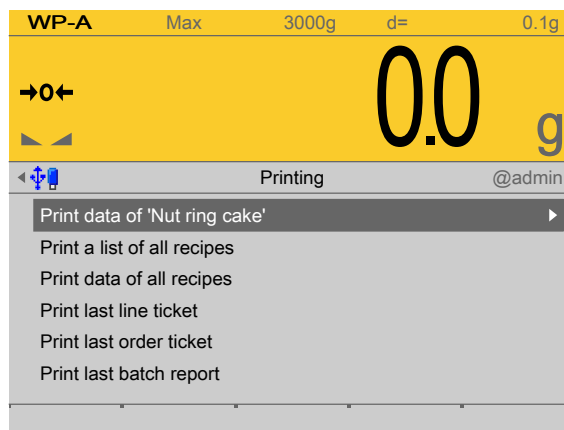 WP-A Max 3000g d= 0.1g
→0←
0.0 g
Printing @admin
Print data of 'Nut ring cake'
Print a list of all recipes
Print data of all recipes
Print last line ticket
Print last order ticket
Print last batch report